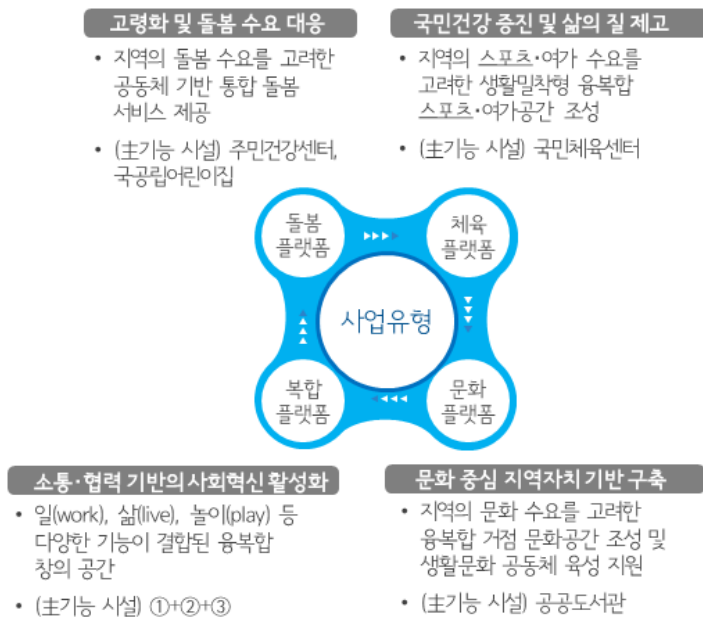 고령화 및 돌봄 수요 대응
• 지역의 돌봄 수요를 고려한
공동체 기반 통합 돌봄
서비스 제공
• (主기능 시설) 주민건강센터,
국공립어린이집
국민건강 증진 및 삶의 질 제고
• 지역의 스포츠·여가 수요를
고려한 생활밀착형 융복합
스포츠·여가공간 조성
• (主기능 시설) 국민체육센터
돌봄
플랫폼
체육
플랫폼
사업유형
복합
플랫폼
문화
플랫폼
소통·협력 기반의 사회혁신 활성화
• 일(work), 삶(live), 놀이(play) 등
다양한 기능이 결합된 융복합
창의 공간
• (主기능 시설) ①+②+③
문화 중심 지역자치 기반 구축
• 지역의 문화 수요를 고려한
융복합 거점 문화공간 조성 및
생활문화 공동체 육성 지원
• (主기능 시설) 공공도서관